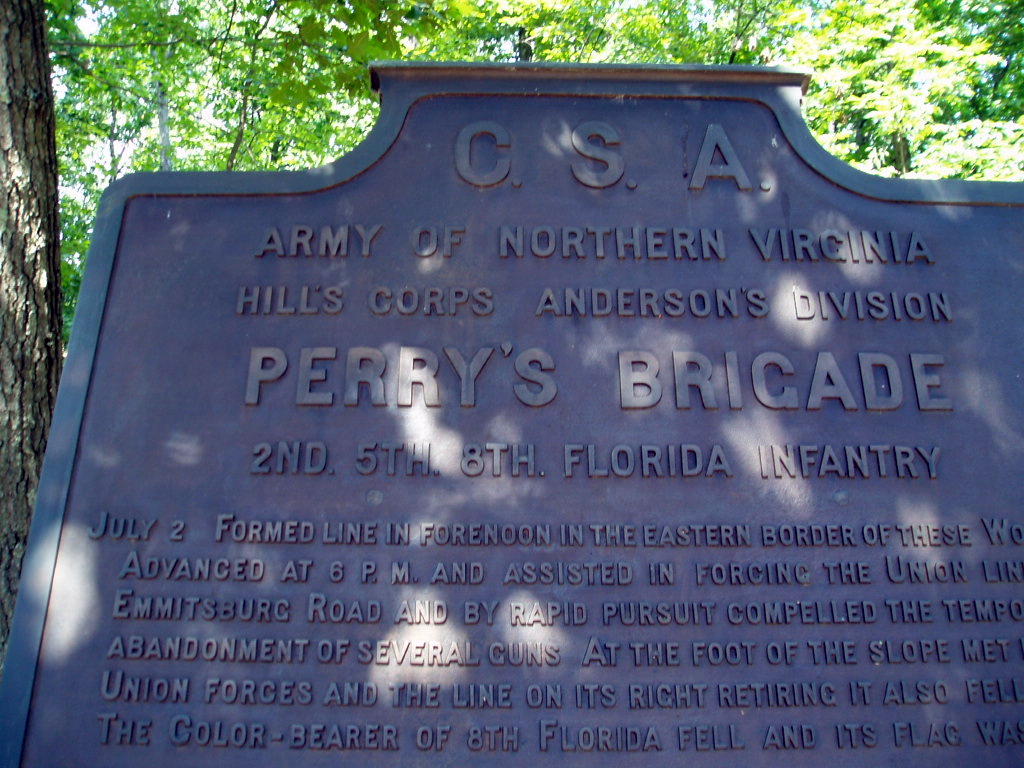 C. S. A.
ARMY OF NORTHERN VIRGINIA
HILL'S CORPS ANDERSON'S DIVISION
PERRY'S BRIGADE
2ND. 5TH. 8TH. FLORIDA INFANTRY
JULY 2 FORMED LINE IN FORENOON IN THE EASTERN BORDER OF THESE
ADVANCED AT 6 P. M. AND ASSISTED IN FORCING THE UNION
EMMITSBURG ROAD AND BY RAPID PURSUIT COMPELLED THE
ABANDONMENT OF SEVERAL GUNS AT THE FOOT OF THE SLOPE MET
UNION FORCES AND THE LINE ON ITS RIGHT RETIRING IT ALSO FELL
THE COLOR-BEARER OF 8TH FLORIDA FELL AND ITS FLAG WAS